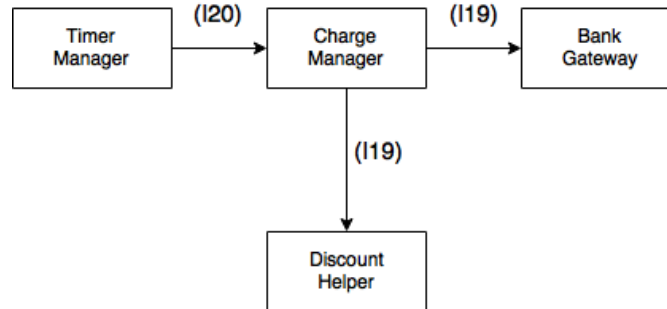 (I20)
(I19)
Timer
Manager
Charge
Manager
Bank
Gateway
(I19)
Discount
Helper